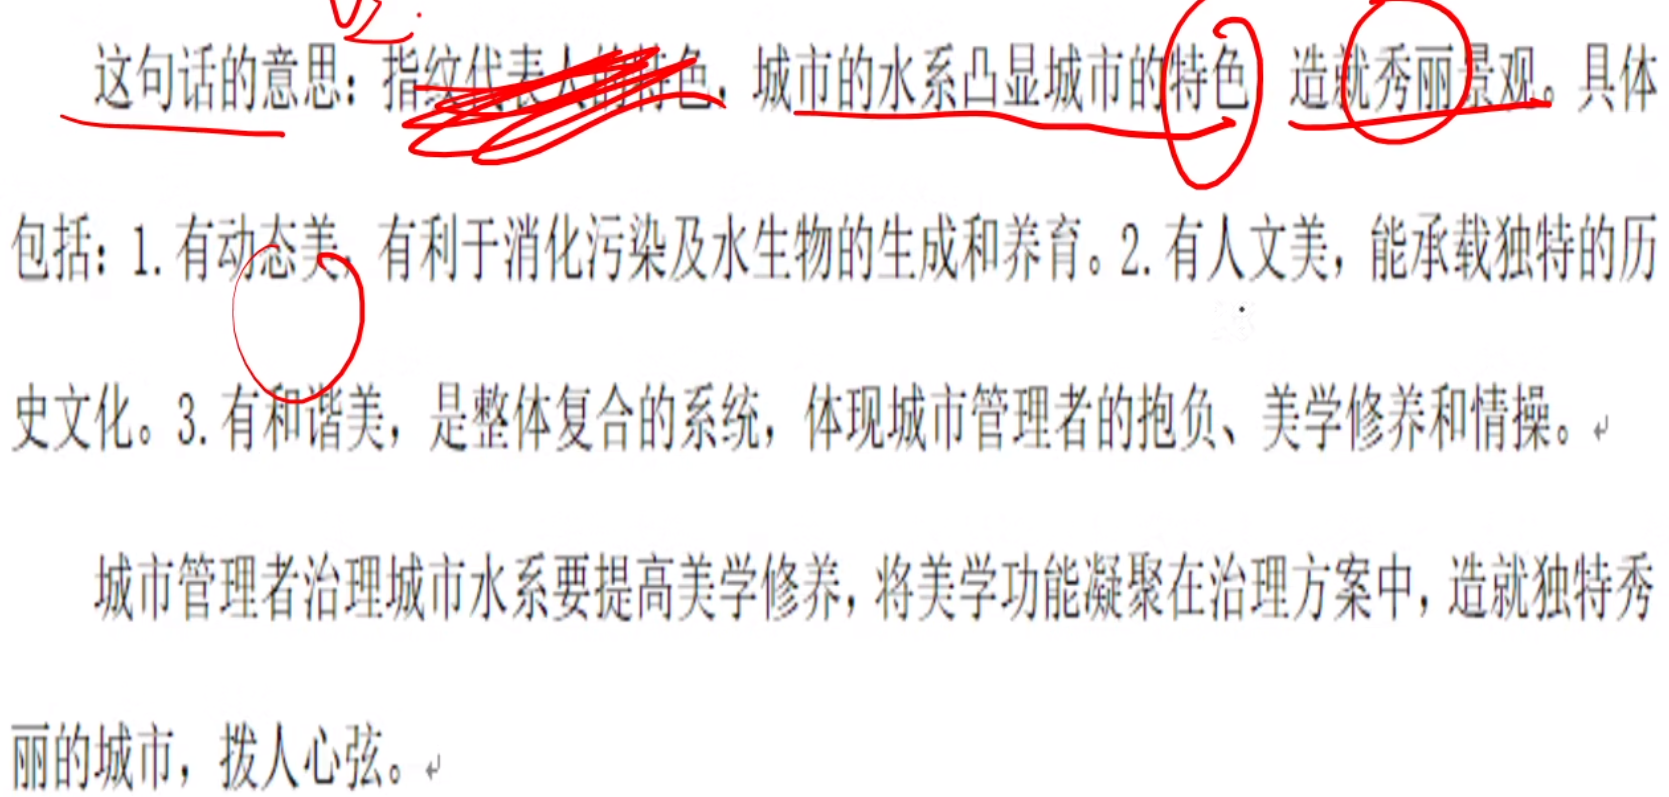 这句话的意思：指纹代表人的特色，城市的水系凸显城市的特色 造就秀丽景观。具体
包括：1.有动态美，有利于消化污染及水生物的生成和养育。2.有人文美，能承载独特的历
史文化。3.有和谐美，是整体复合的系统，体现城市管理者的抱负、美学修养和情操。
城市管理者治理城市水系要提高美学修养，将美学功能凝聚在治理方案中，造就独特秀
丽的城市，拨人心弦。